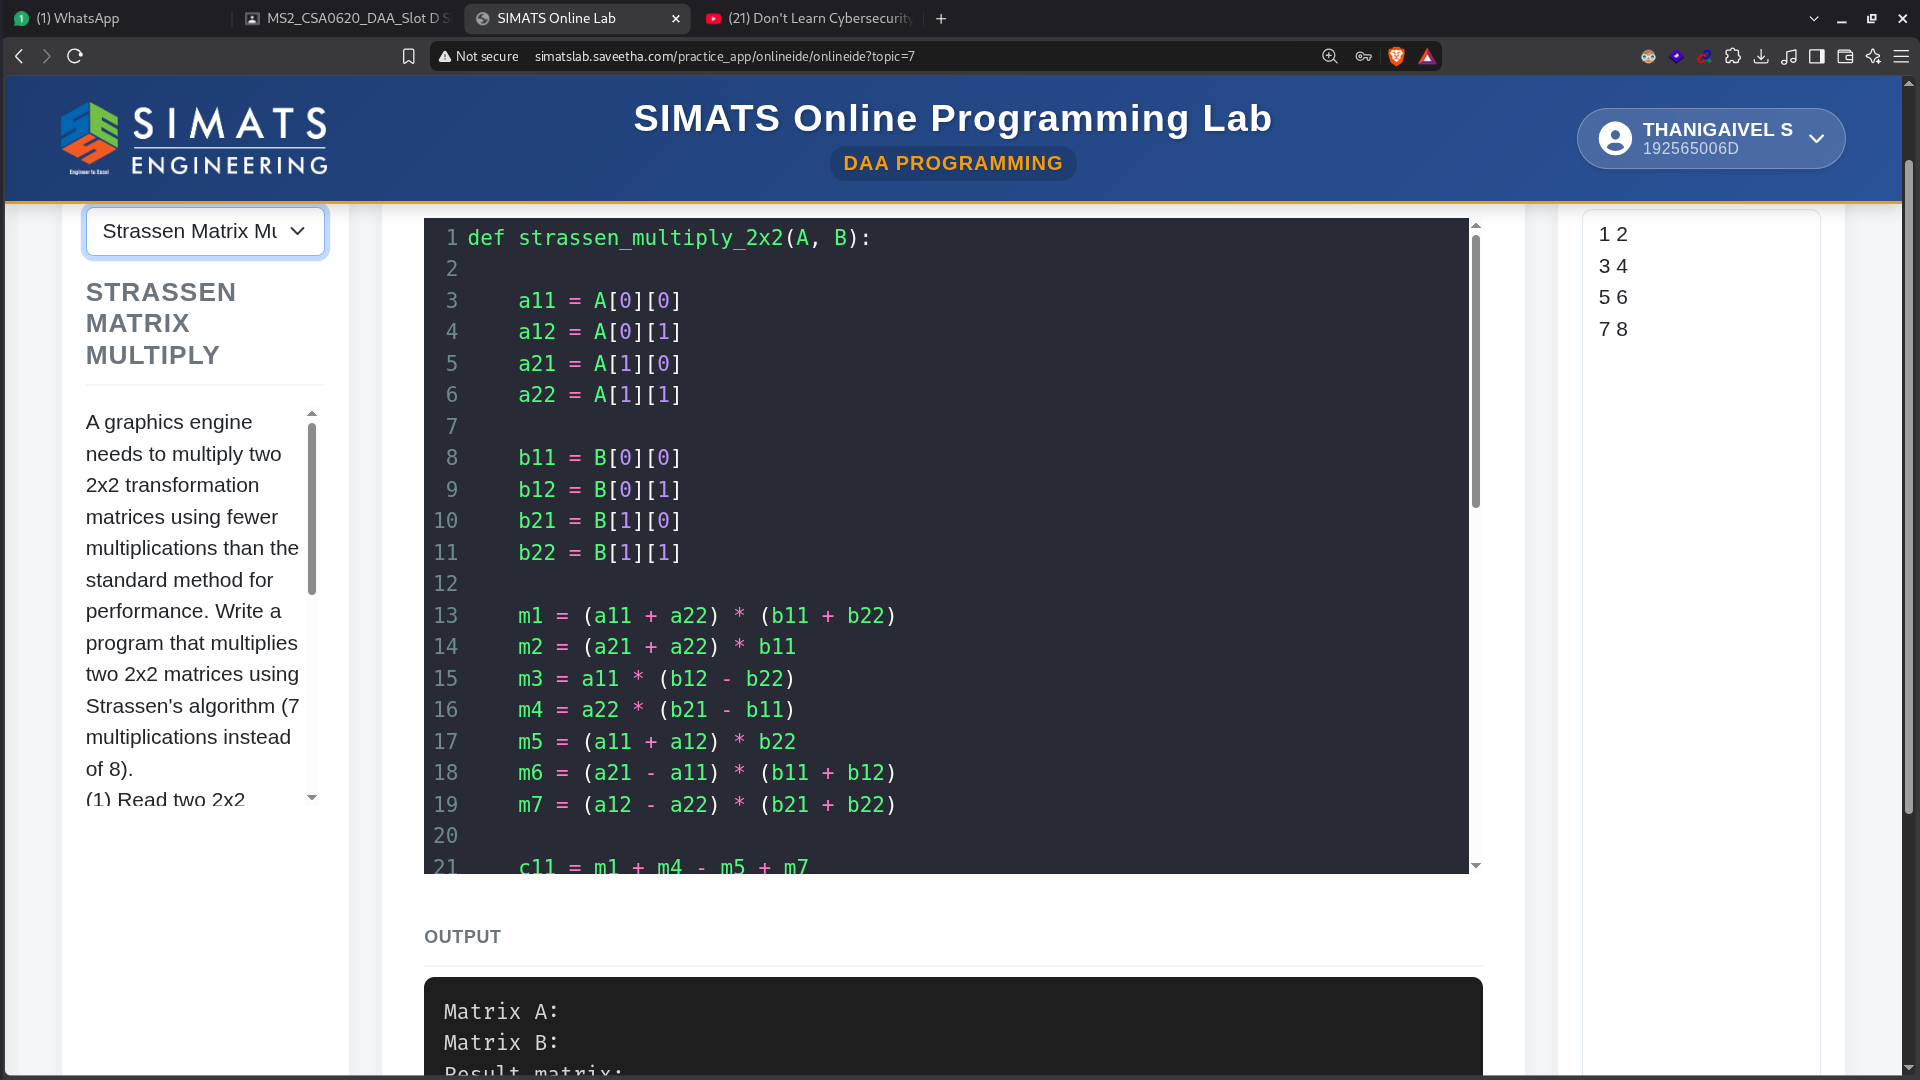 (1) WhatsApp
MS2_CSA0620_DAA_Slot D S
SIMATS Online Lab
(21) Don't Learn Cybersecurity
Not secure
simatslab.saveetha.com/practice_app/onlineide/onlineide?topic=7
SIMATS
ENGINEERING
Engineer to Excel
SIMATS Online Programming Lab
DAA PROGRAMMING
THANIGAIVEL S
192565006D
Strassen Matrix Mu
STRASSEN
MATRIX
MULTIPLY
A graphics engine
needs to multiply two
2x2 transformation
matrices using fewer
multiplications than the
standard method for
performance. Write a
program that multiplies
two 2x2 matrices using
Strassen's algorithm (7
multiplications instead
of 8).
(1) Read two 2x2
1 def strassen_multiply_2x2(A, B):
2
3     a11 = A[0][0]
4     a12 = A[0][1]
5     a21 = A[1][0]
6     a22 = A[1][1]
7
8     b11 = B[0][0]
9     b12 = B[0][1]
10     b21 = B[1][0]
11     b22 = B[1][1]
12
13     m1 = (a11 + a22) * (b11 + b22)
14     m2 = (a21 + a22) * b11
15     m3 = a11 * (b12 - b22)
16     m4 = a22 * (b21 - b11)
17     m5 = (a11 + a12) * b22
18     m6 = (a21 - a11) * (b11 + b12)
19     m7 = (a12 - a22) * (b21 + b22)
20
21     c11 = m1 + m4 - m5 + m7
OUTPUT
Matrix A:
Matrix B:
Result matrix:
1 2
3 4
5 6
7 8